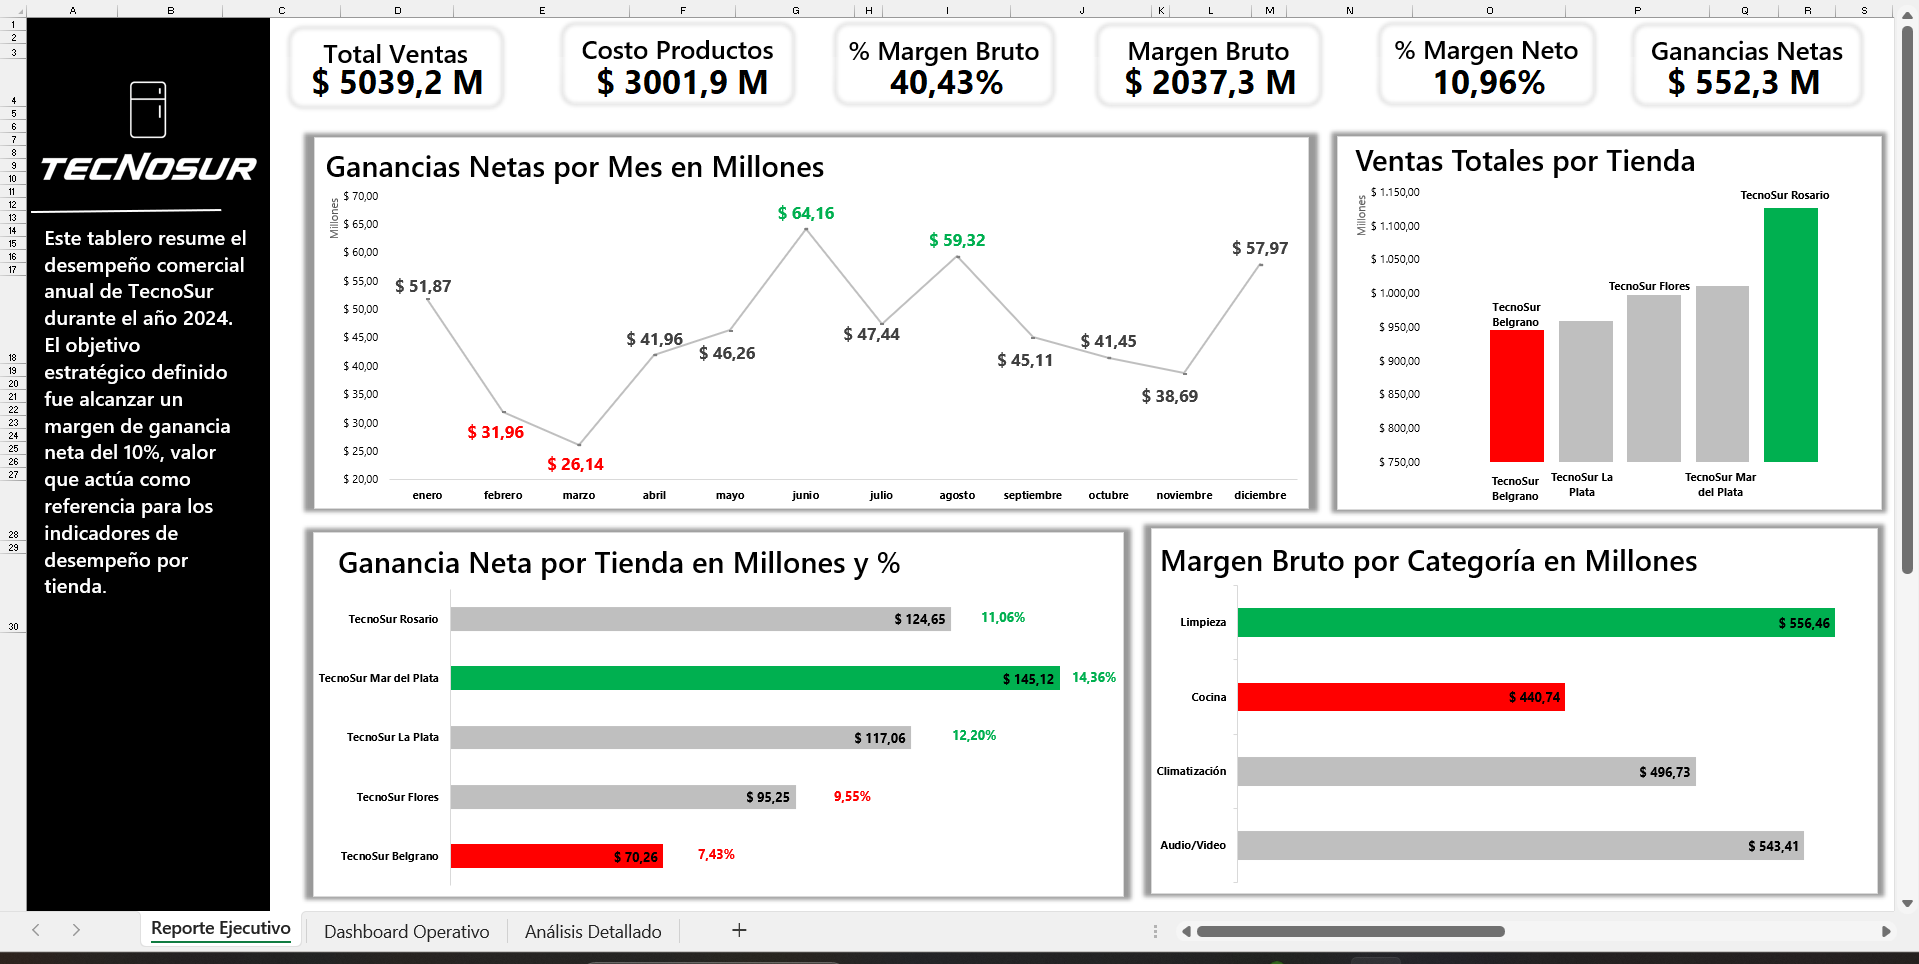 A B C D E F G H I J K L M N O P Q R S
1
2
3
4
5
6
7
8
9
10
11
12
13
14
15
16
17
18
19
20
21
22
23
24
25
26
27
28
29
30
TECNOSUR
Este tablero resume el
desempeño comercial
anual de TecnoSur
durante el año 2024.
El objetivo
estratégico definido
fue alcanzar un
margen de ganancia
neta del 10%, valor
que actúa como
referencia para los
indicadores de
desempeño por
tienda.
Total Ventas
$ 5039,2 M
Costo Productos
$ 3001,9 M
% Margen Bruto
40,43%
Margen Bruto
$ 2037,3 M
% Margen Neto
10,96%
Ganancias Netas
$ 552,3 M
Ganancias Netas por Mes en Millones
Millones
$ 70,00
$ 65,00
$ 60,00
$ 55,00
$ 50,00
$ 45,00
$ 40,00
$ 35,00
$ 30,00
$ 25,00
$ 20,00
$ 51,87
$ 31,96
$ 26,14
$ 41,96
$ 46,26
$ 64,16
$ 47,44
$ 59,32
$ 45,11
$ 41,45
$ 38,69
$ 57,97
enero febrero marzo abril mayo junio julio agosto septiembre octubre noviembre diciembre
Ventas Totales por Tienda
Millones
$ 1.150,00
$ 1.100,00
$ 1.050,00
$ 1.000,00
$ 950,00
$ 900,00
$ 850,00
$ 800,00
$ 750,00
TecnoSur
Belgrano
TecnoSur Flores
TecnoSur Rosario
TecnoSur
Belgrano
TecnoSur La
Plata
TecnoSur Mar
del Plata
Ganancia Neta por Tienda en Millones y %
TecnoSur Rosario $ 124,65 11,06%
TecnoSur Mar del Plata $ 145,12 14,36%
TecnoSur La Plata $ 117,06 12,20%
TecnoSur Flores $ 95,25 9,55%
TecnoSur Belgrano $ 70,26 7,43%
Margen Bruto por Categoría en Millones
Limpieza $ 556,46
Cocina $ 440,74
Climatización $ 496,73
Audio/Video $ 543,41
Reporte Ejecutivo Dashboard Operativo Análisis Detallado